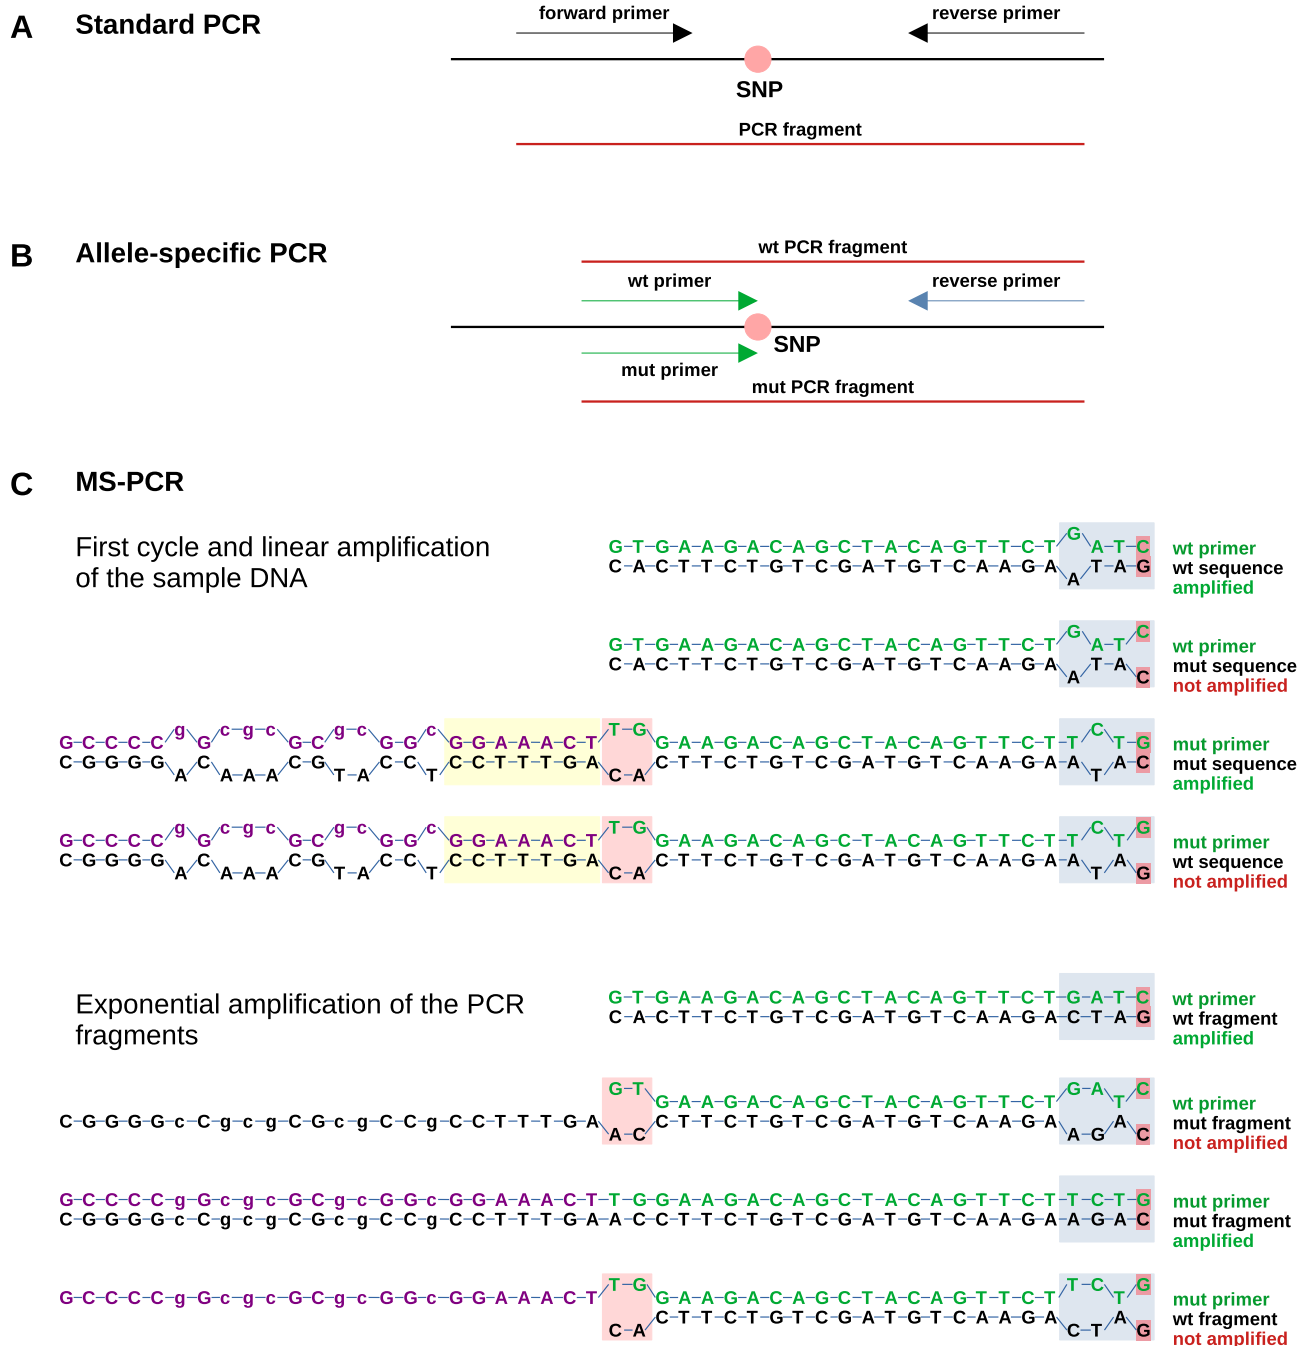 A Standard PCR
forward primer
reverse primer
SNP
PCR fragment
B Allele-specific PCR
wt PCR fragment
wt primer
reverse primer
SNP
mut primer
mut PCR fragment
C MS-PCR
First cycle and linear amplification
of the sample DNA
G-T-G-A-A-G-A-C-A-G-C-T-A-C-A-G-T-T-C-T-G-A-T-C
C-A-C-T-T-C-T-G-T-C-G-A-T-G-T-C-A-A-G-A-A-T-A-G
wt primer
wt sequence
amplified
G-T-G-A-A-G-A-C-A-G-C-T-A-C-A-G-T-T-C-T-G-A-T-C
C-A-C-T-T-C-T-G-T-C-G-A-T-G-T-C-A-A-G-A-A-T-A-C
wt primer
mut sequence
not amplified
G-C-C-C-C-g-G-c-g-c-G-C-g-c-G-G-c-G-G-A-A-A-C-T-T-G-G-A-A-G-A-C-A-G-C-T-A-C-A-G-T-T-C-T-T-C-T-G
C-G-G-G-G-A-C-A-A-A-C-G-T-A-C-C-T-C-C-T-T-T-G-A-C-A-C-T-T-C-T-G-T-C-G-A-T-G-T-C-A-A-G-A-A-T-A-C
mut primer
mut sequence
amplified
G-C-C-C-C-g-G-c-g-c-G-C-g-c-G-G-c-G-G-A-A-A-C-T-T-G-G-A-A-G-A-C-A-G-C-T-A-C-A-G-T-T-C-T-T-C-T-G
C-G-G-G-G-A-C-A-A-A-C-G-T-A-C-C-T-C-C-T-T-T-G-A-C-A-C-T-T-C-T-G-T-C-G-A-T-G-T-C-A-A-G-A-A-T-A-G
mut primer
wt sequence
not amplified
Exponential amplification of the PCR
fragments
G-T-G-A-A-G-A-C-A-G-C-T-A-C-A-G-T-T-C-T-G-A-T-C
C-A-C-T-T-C-T-G-T-C-G-A-T-G-T-C-A-A-G-A-C-T-A-G
wt primer
wt fragment
amplified
G-T-G-A-A-G-A-C-A-G-C-T-A-C-A-G-T-T-C-T-G-A-T-C
C-G-G-G-G-c-C-g-c-g-C-G-c-g-C-C-g-C-C-T-T-T-G-A-A-C-C-T-T-C-T-G-T-C-G-A-T-G-T-C-A-A-G-A-A-G-A-C
wt primer
mut fragment
not amplified
G-C-C-C-C-g-G-c-g-c-G-C-g-c-G-G-c-G-G-A-A-A-C-T-T-G-G-A-A-G-A-C-A-G-C-T-A-C-A-G-T-T-C-T-T-C-T-G
C-G-G-G-G-c-C-g-c-g-C-G-c-g-C-C-g-C-C-T-T-T-G-A-A-C-C-T-T-C-T-G-T-C-G-A-T-G-T-C-A-A-G-A-A-G-A-C
mut primer
mut fragment
amplified
G-C-C-C-C-g-G-c-g-c-G-C-g-c-G-G-c-G-G-A-A-A-C-T-T-G-G-A-A-G-A-C-A-G-C-T-A-C-A-G-T-T-C-T-T-C-T-G
C-A-C-T-T-C-T-G-T-C-G-A-T-G-T-C-A-A-G-A-C-T-A-G
mut primer
wt fragment
not amplified